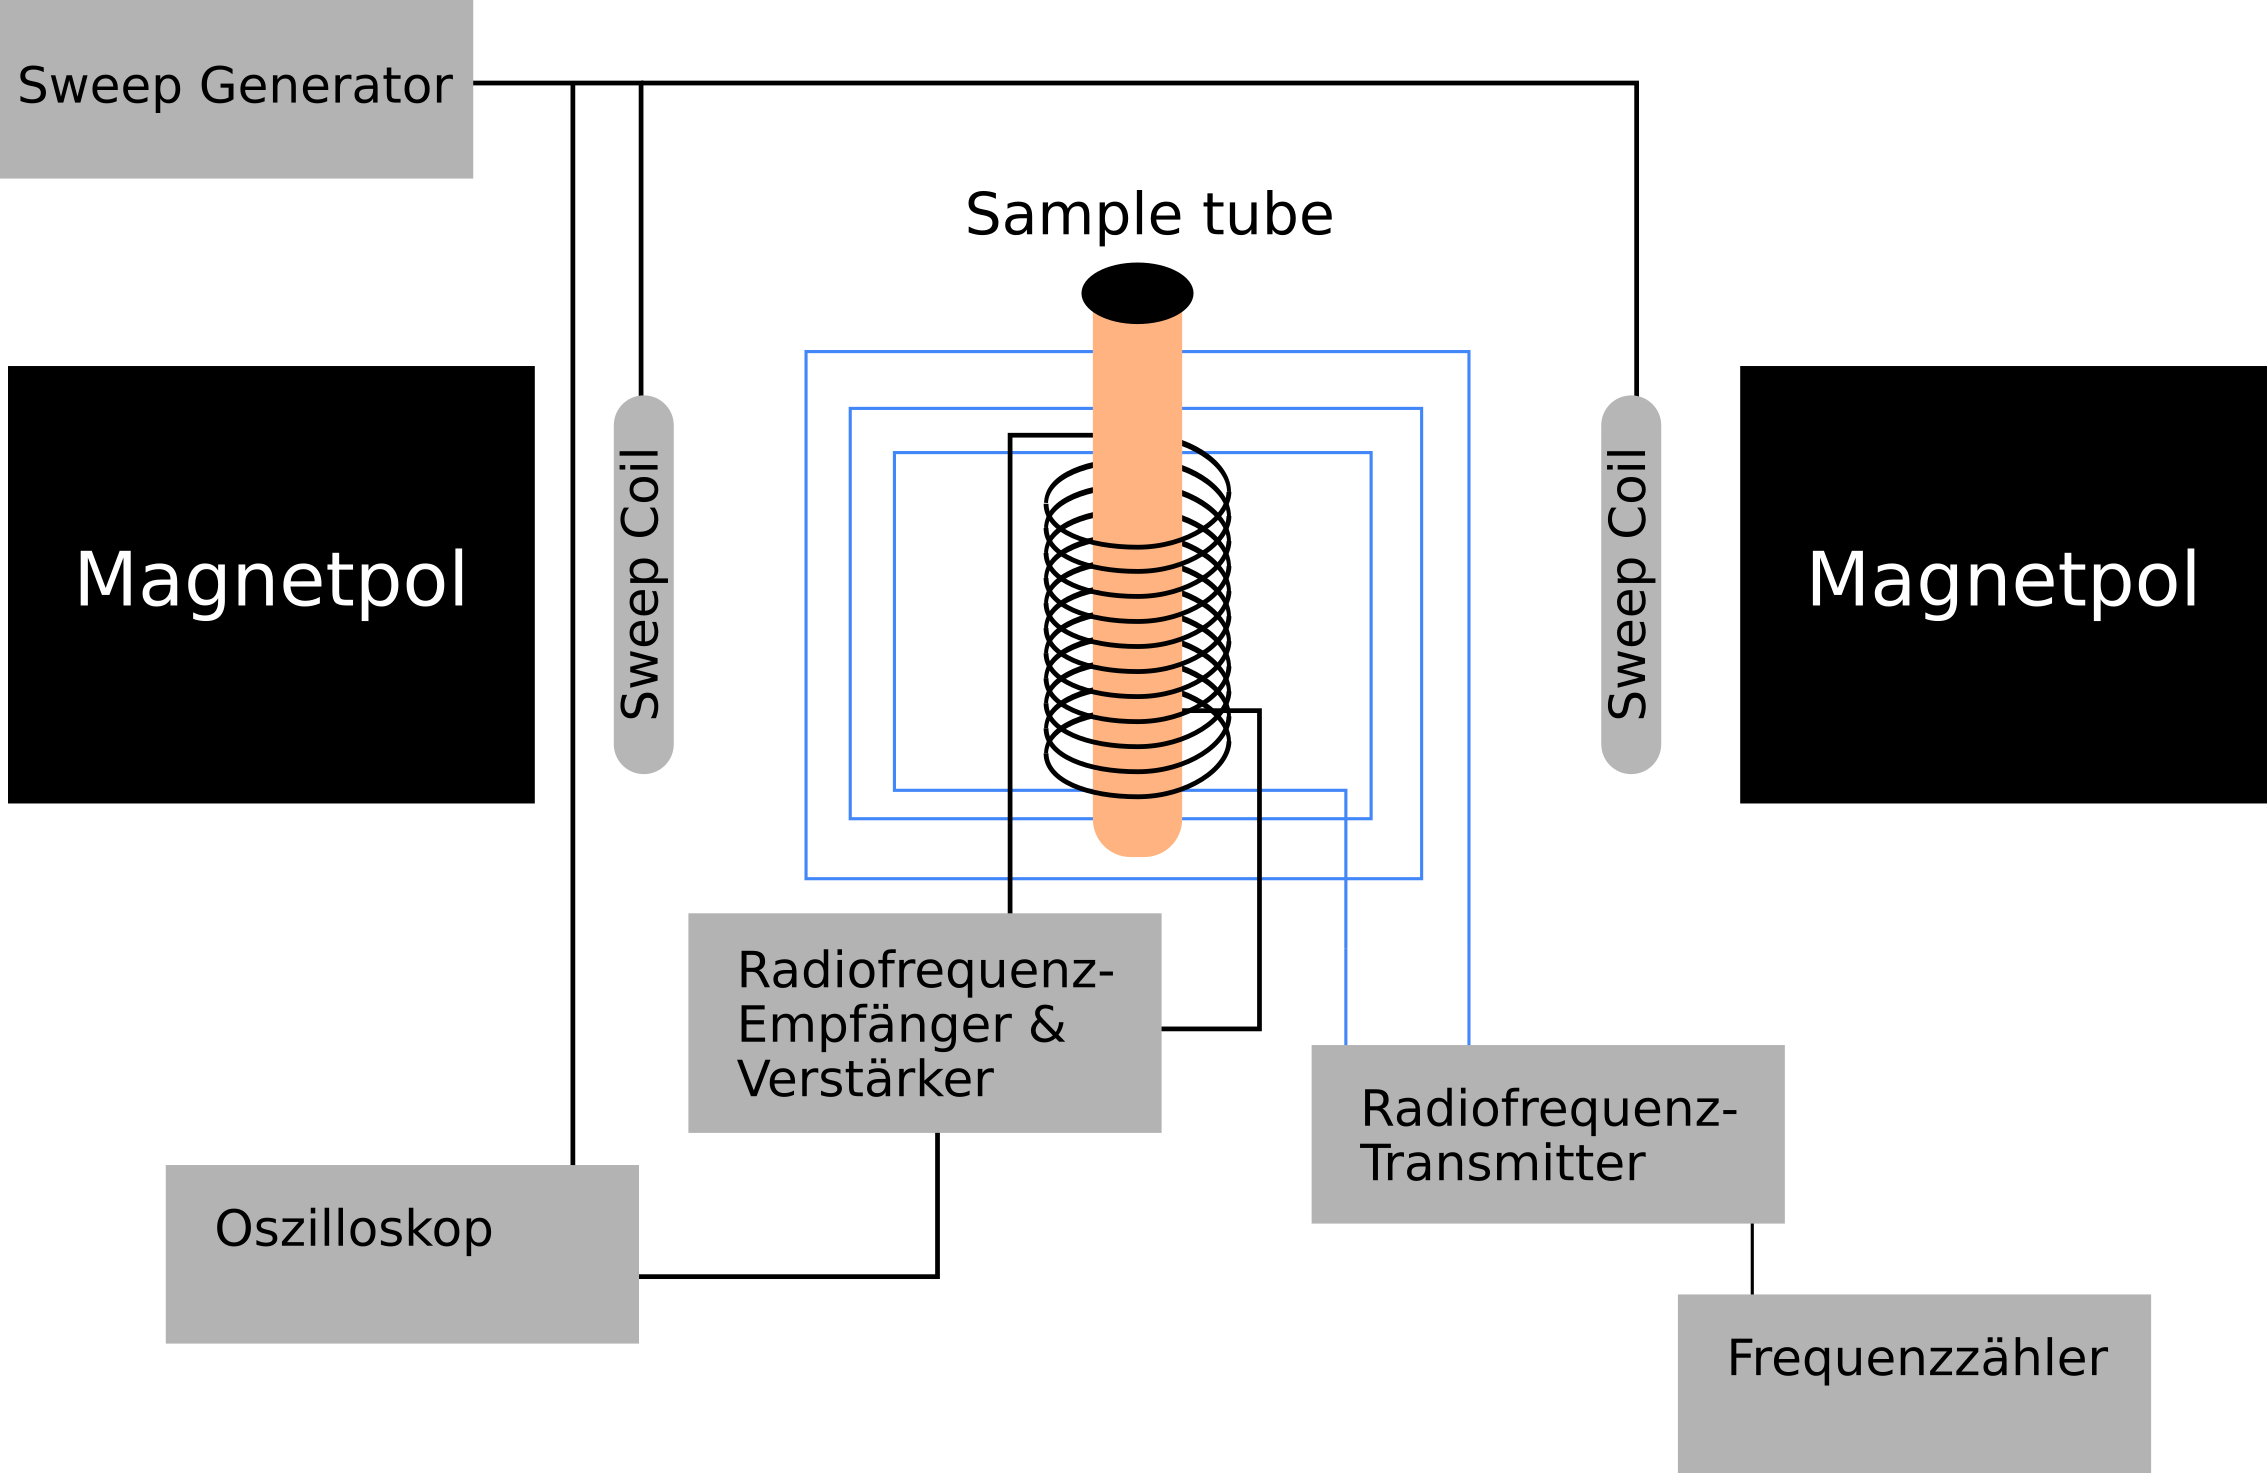 Sweep Generator
Sample tube
Magnetpol
Sweep Coil
Sweep Coil
Magnetpol
Radiofrequenz-
Empfänger &
Verstärker
Radiofrequenz-
Transmitter
Oszilloskop
Frequenzzähler